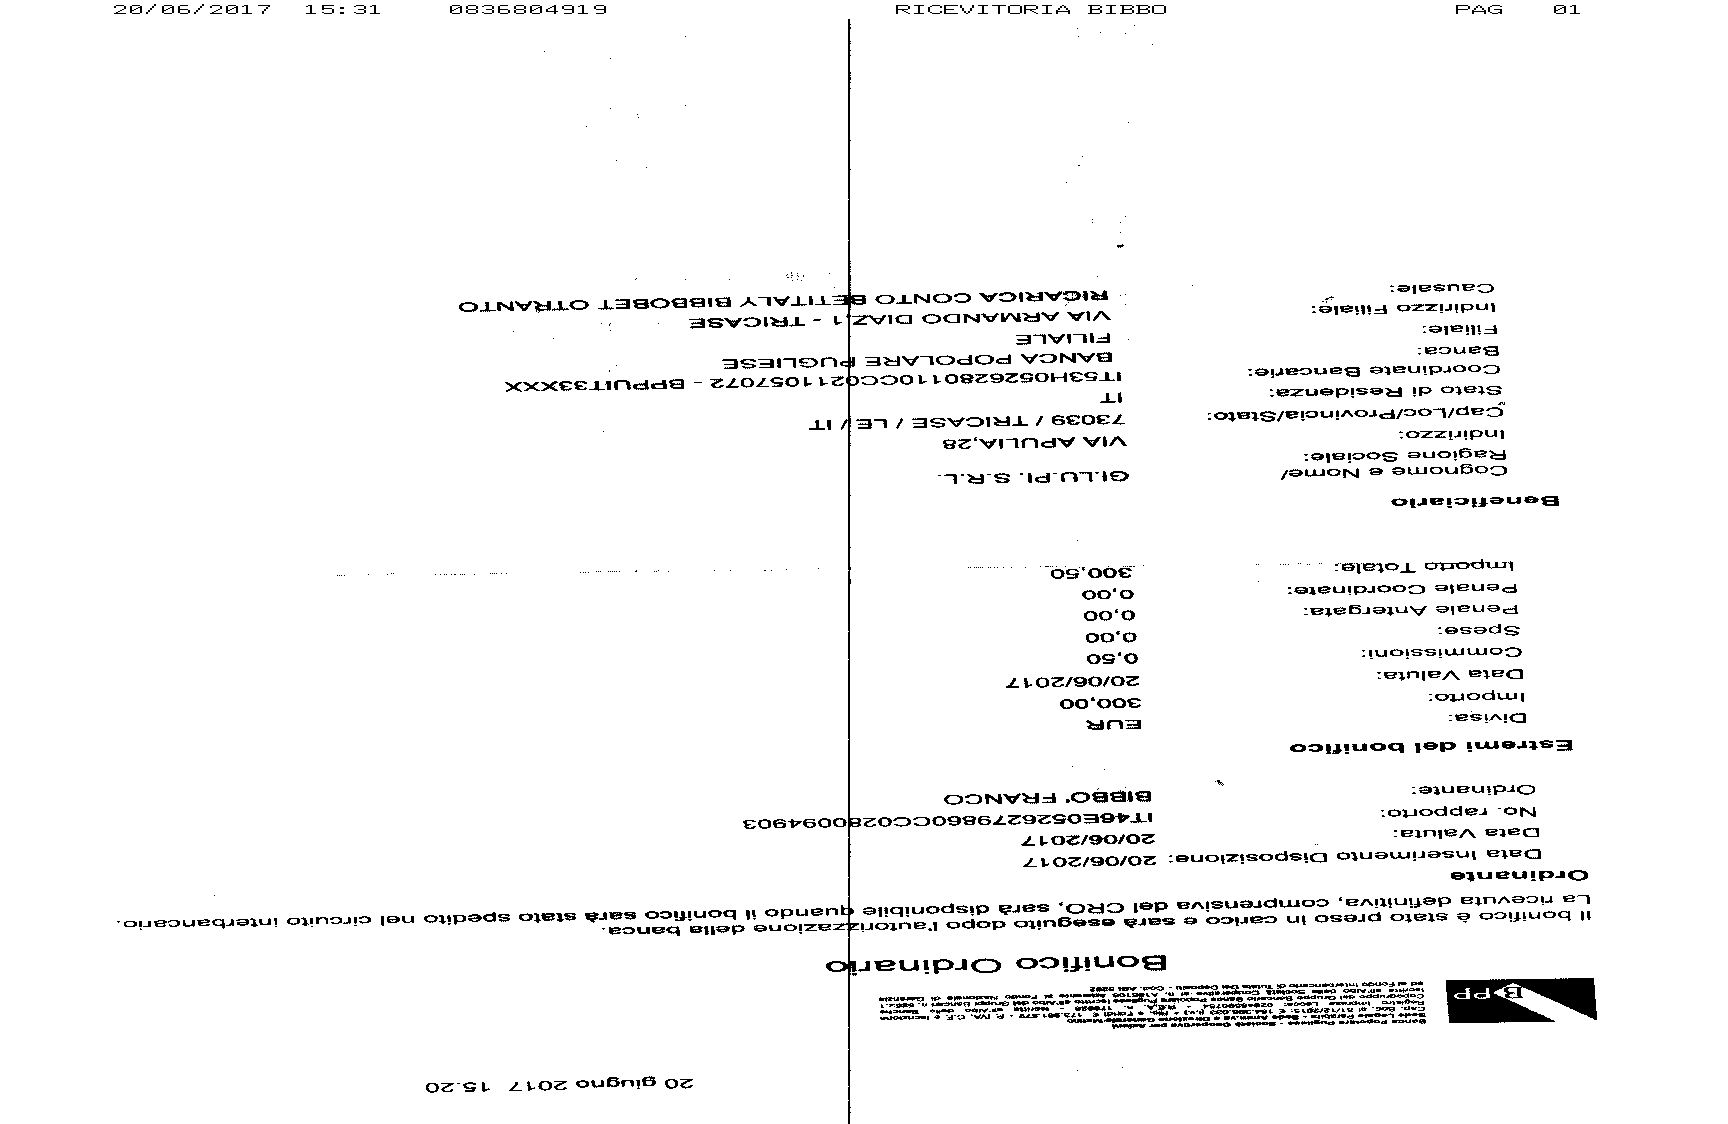 20/06/2017 15:31 0836804919 RICEVITORIA BIBBO PAG 01
20 giugno 2017 15.20
Banca Popolare Pugliese - Società Cooperativa per Azioni
BPP
Bonifico Ordinario
Il bonifico è stato preso in carico e sarà eseguito dopo l'autorizzazione della banca.
La ricevuta definitiva, comprensiva del CRO, sarà disponibile quando il bonifico sarà stato spedito nel circuito interbancario.
Ordinante
Data Inserimento Disposizione: 20/06/2017
Data Valuta: 20/06/2017
No. rapporto: IT46E0526279860CC0280094903
Ordinante: BIBBO' FRANCO
Estremi del bonifico
Divisa: EUR
Importo: 300,00
Data Valuta: 20/06/2017
Commissioni: 0,50
Spese: 0,00
Penale Antergata: 0,00
Penale Coordinate: 0,00
Importo Totale: 300,50
Beneficiario
Cognome e Nome/
Ragione Sociale: GI.LU.PI. S.R.L.
Indirizzo: VIA APULIA,28
Cap/Loc/Provincia/Stato: 73039 / TRICASE / LE / IT
Stato di Residenza: IT
Coordinate Bancarie: IT53H0526280110CC0211057072 - BPPUIT33XXX
Banca: BANCA POPOLARE PUGLIESE
Filiale: FILIALE
Indirizzo Filiale: VIA ARMANDO DIAZ,1 - TRICASE
Causale: RICARICA CONTO BETITALY BIBBOBET OTRANTO